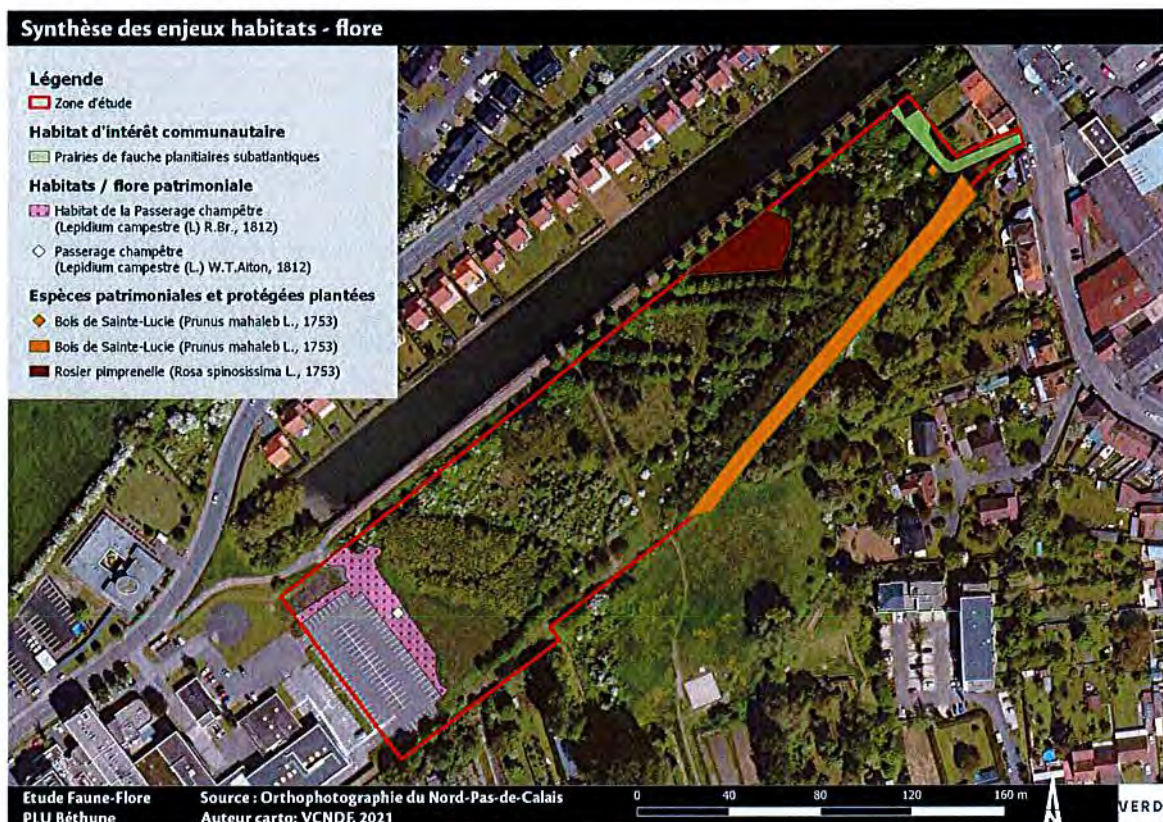 Synthèse des enjeux habitats - flore
Légende
Zone d'étude
Habitat d'intérêt communautaire
Prairies de fauche planitiaires subatlantiques
Habitats / flore patrimoniale
Habitat de la Passerage champêtre
(Lepidium campestre (L) R.Br., 1812)
Passerage champêtre
(Lepidium campestre (L.) W.T.Aiton, 1812)
Espèces patrimoniales et protégées plantées
Bois de Sainte-Lucie (Prunus mahaleb L., 1753)
Bois de Sainte-Lucie (Prunus mahaleb L., 1753)
Rosier pimprenelle (Rosa spinosissima L., 1753)
Etude Faune-Flore
PLU Béthune
Source : Orthophotographie du Nord-Pas-de-Calais
Auteur carto: VCNDF, 2021
0 40 80 120 160 m
N
VERD